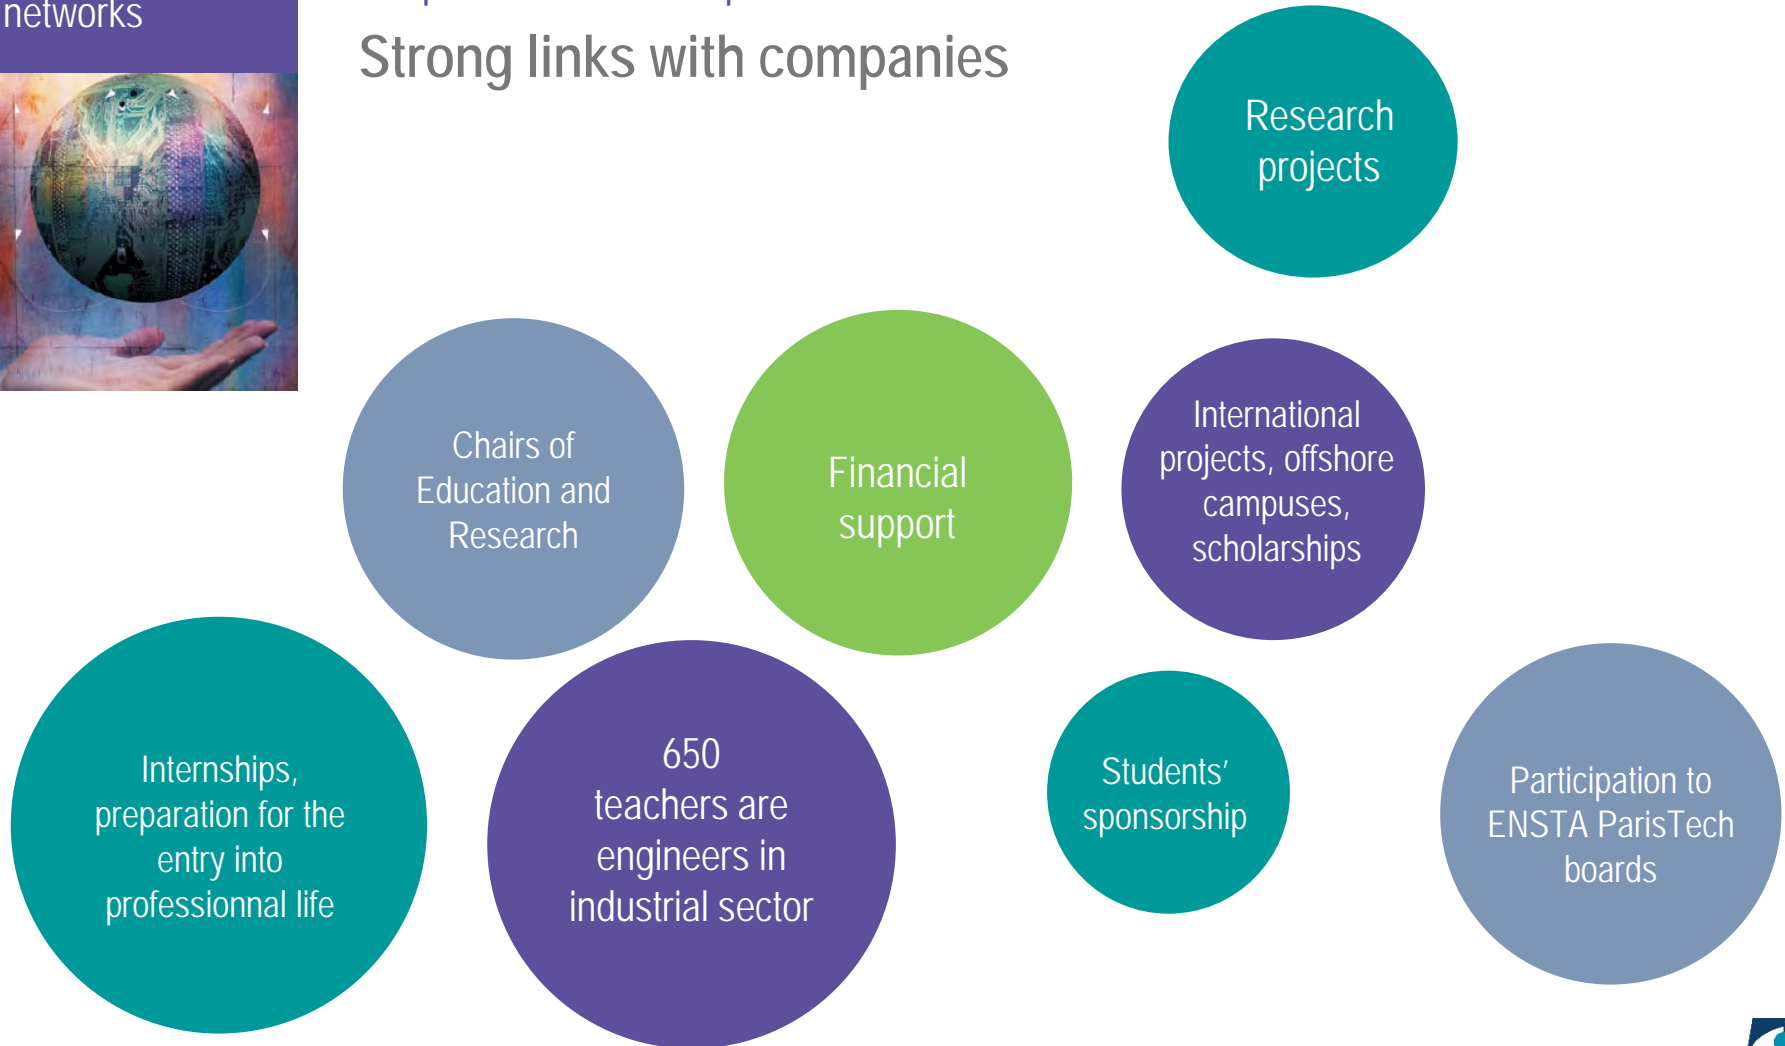 networks
Strong links with companies
Research
projects
Chairs of
Education and
Research
Financial
support
International
projects, offshore
campuses,
scholarships
Internships,
preparation for the
entry into
professionnal life
650
teachers are
engineers in
industrial sector
Students’
sponsorship
Participation to
ENSTA ParisTech
boards